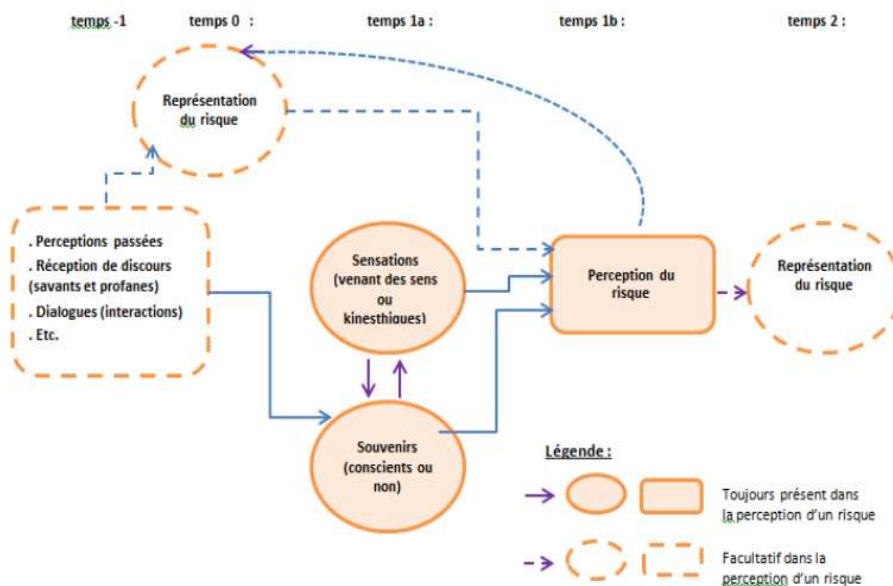 temps -1
temps 0 :
temps 1a :
temps 1b :
temps 2 :
Représentation
du risque
. Perceptions passées
. Réception de discours
(savants et profanes)
. Dialogues (interactions)
. Etc.
Sensations
(venant des sens
ou
kinesthiques)
Perception du
risque
Représentation
du risque
Souvenirs
(conscients ou
non)
Légende :
Toujours présent dans
la perception d'un risque
Facultatif dans la
perception d'un risque